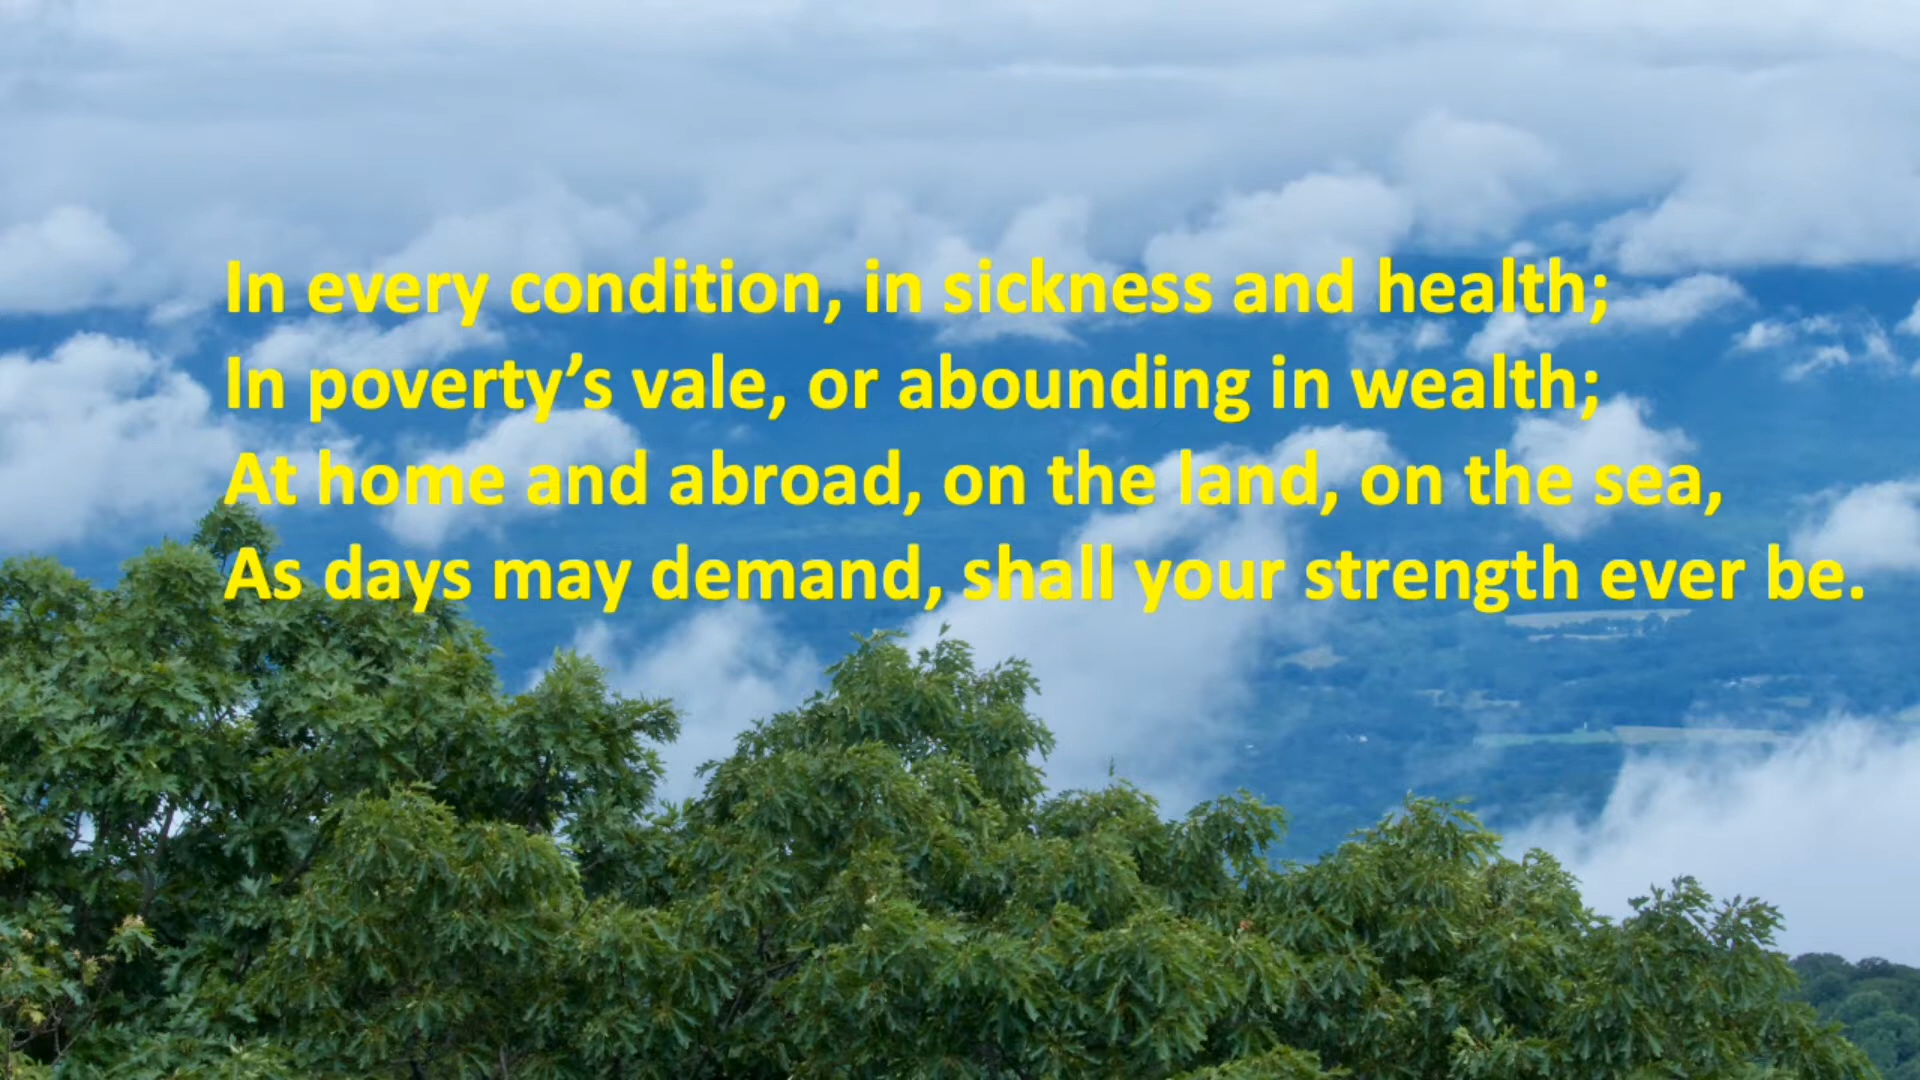 In every condition, in sickness and health;
In poverty’s vale, or abounding in wealth;
At home and abroad, on the land, on the sea,
As days may demand, shall your strength ever be.